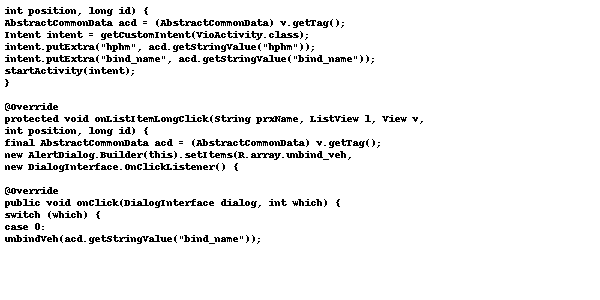 int position, long id) {
AbstractCommonData acd = (AbstractCommonData) v.getTag();
Intent intent = getCustomIntent(VioActivity.class);
intent.putExtra("hphm", acd.getStringValue("hphm"));
intent.putExtra("bind_name", acd.getStringValue("bind_name"));
startActivity(intent);
}
@Override
protected void onListItemLongClick(String prxName, ListView l, View v,
int position, long id) {
final AbstractCommonData acd = (AbstractCommonData) v.getTag();
new AlertDialog.Builder(this).setItems(R.array.unbind_veh,
new DialogInterface.OnClickListener() {
@Override
public void onClick(DialogInterface dialog, int which) {
switch (which) {
case 0:
unbindVeh(acd.getStringValue("bind_name"));